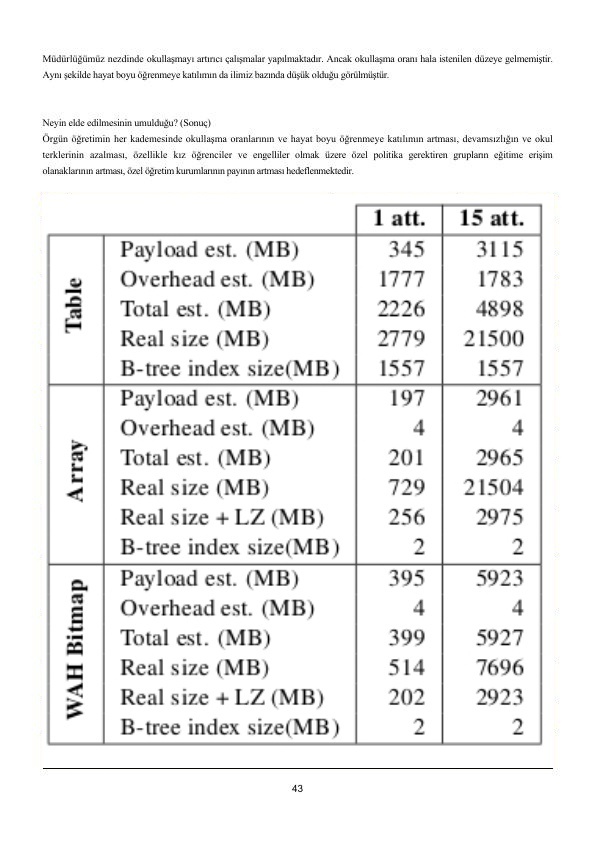 Müdürlüğümüz nezdinde okullaşmayı artırıcı çalışmalar yapılmaktadır. Ancak okullaşma oranı hala istenilen düzeye gelmemiştir.
Aynı şekilde hayat boyu öğrenmeye katılımın da ilimiz bazında düşük olduğu görülmüştür.
Neyin elde edilmesinin umulduğu? (Sonuç)
Örgün öğretimin her kademesinde okullaşma oranlarının ve hayat boyu öğrenmeye katılımın artması, devamsızlığın ve okul
terklerinin azalması, özellikle kız öğrenciler ve engelliler olmak üzere özel politika gerektiren grupların eğitime erişim
olanaklarının artması, özel öğretim kurumlarının payının artması hedeflenmektedir.
1 att. 15 att.
Table
Payload est. (MB) 345 3115
Overhead est. (MB) 1777 1783
Total est. (MB) 2226 4898
Real size (MB) 2779 21500
B-tree index size(MB) 1557 1557
Array
Payload est. (MB) 197 2961
Overhead est. (MB) 4 4
Total est. (MB) 201 2965
Real size (MB) 729 21504
Real size + LZ (MB) 256 2975
B-tree index size(MB) 2 2
WAH Bitmap
Payload est. (MB) 395 5923
Overhead est. (MB) 4 4
Total est. (MB) 399 5927
Real size (MB) 514 7696
Real size + LZ (MB) 202 2923
B-tree index size(MB) 2 2
43